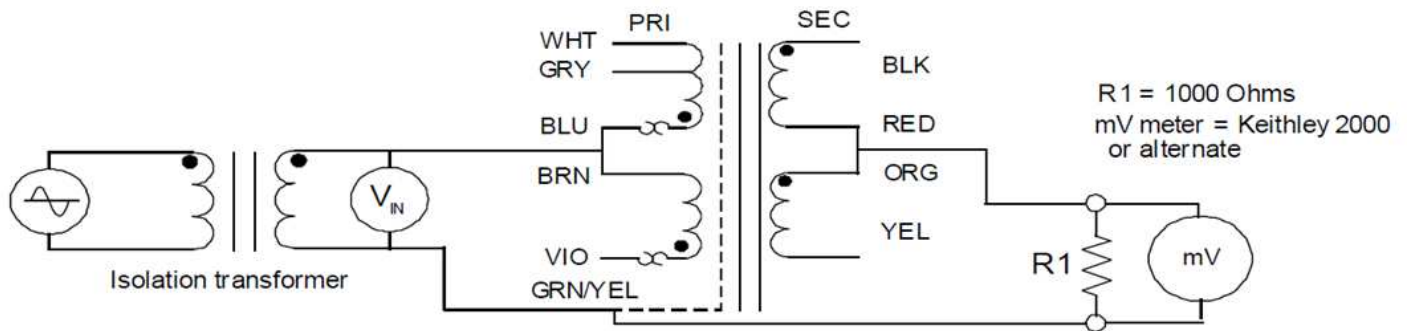 PRI
SEC
WHT
GRY
BLK
BLU
RED
R1 = 1000 Ohms
mV meter = Keithley 2000
or alternate
BRN
ORG
VIN
VIO
YEL
GRN/YEL
Isolation transformer
R1
mV